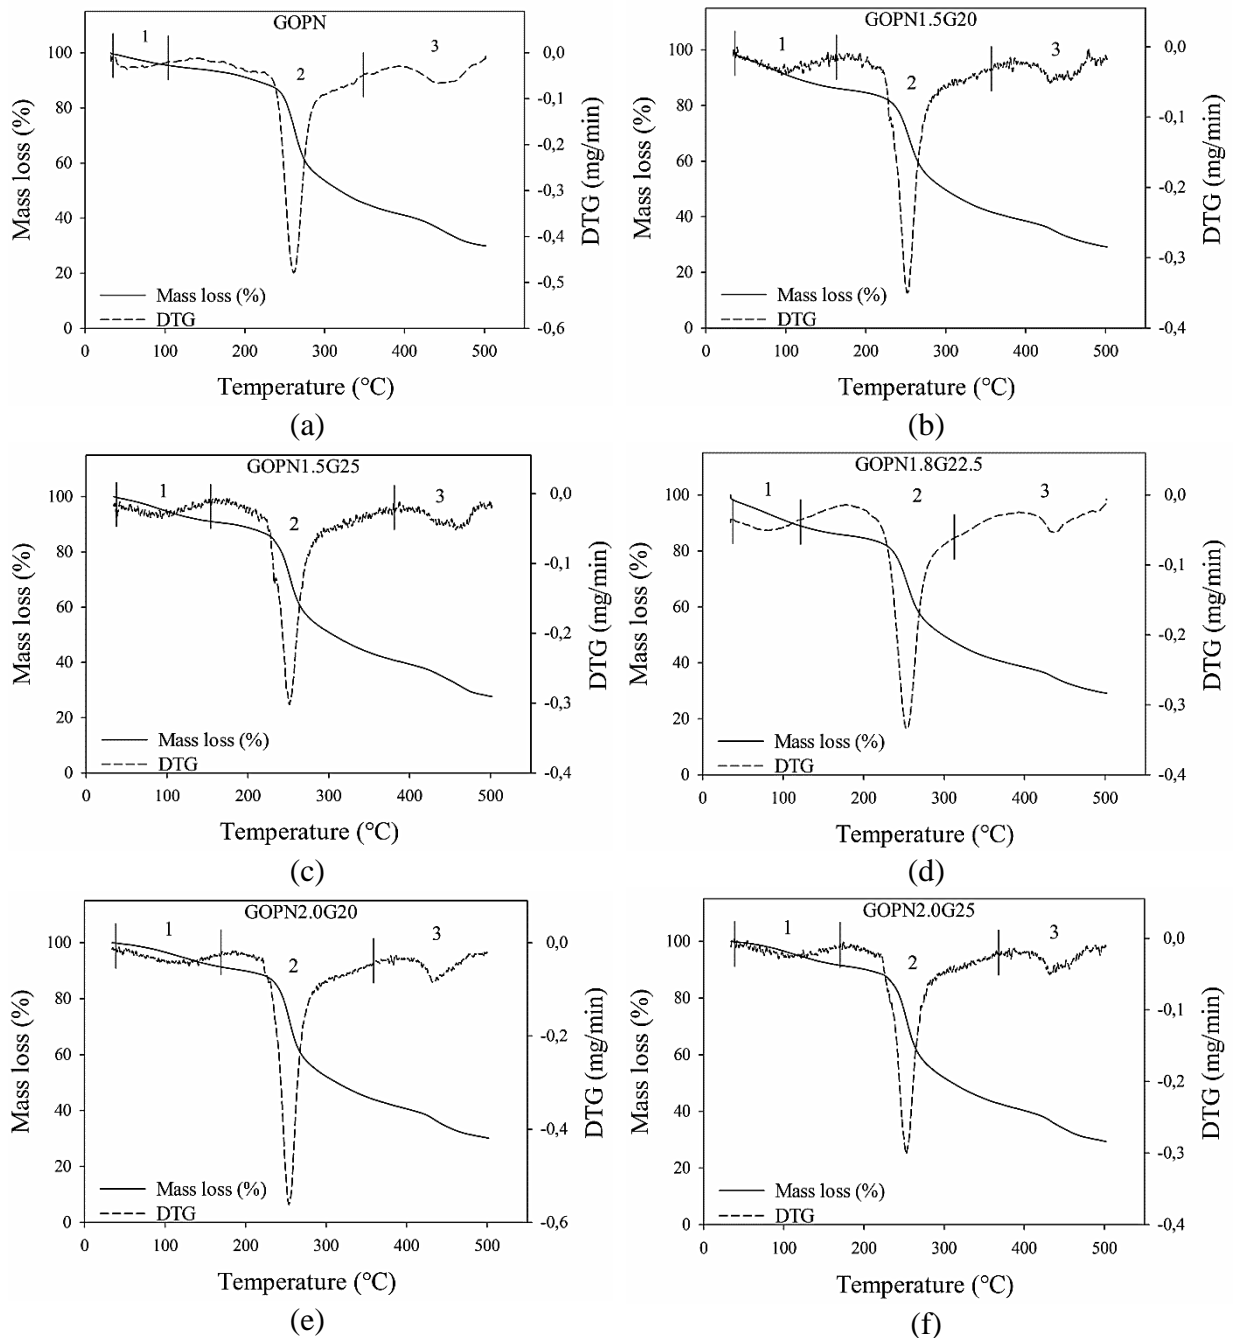 GOPN
1
2
3
100
80
60
40
20
0
0,0
-0,1
-0,2
-0,3
-0,4
-0,5
-0,6
Mass loss (%)
DTG (mg/min)
Mass loss (%)
DTG
0 100 200 300 400 500
Temperature (°C)
(a)
GOPN1.5G20
1
2
3
100
80
60
40
20
0
0,0
-0,1
-0,2
-0,3
-0,4
Mass loss (%)
DTG (mg/min)
Mass loss (%)
DTG
0 100 200 300 400 500
Temperature (°C)
(b)
GOPN1.5G25
1
2
3
100
80
60
40
20
0
0,0
-0,1
-0,2
-0,3
-0,4
Mass loss (%)
DTG (mg/min)
Mass loss (%)
DTG
0 100 200 300 400 500
Temperature (°C)
(c)
GOPN1.8G22.5
1
2
3
100
80
60
40
20
0
0,0
-0,1
-0,2
-0,3
-0,4
Mass loss (%)
DTG (mg/min)
Mass loss (%)
DTG
0 100 200 300 400 500
Temperature (°C)
(d)
GOPN2.0G20
1
2
3
100
80
60
40
20
0
0,0
-0,2
-0,4
-0,6
Mass loss (%)
DTG (mg/min)
Mass loss (%)
DTG
0 100 200 300 400 500
Temperature (°C)
(e)
GOPN2.0G25
1
2
3
100
80
60
40
20
0
0,0
-0,1
-0,2
-0,3
-0,4
Mass loss (%)
DTG (mg/min)
Mass loss (%)
DTG
0 100 200 300 400 500
Temperature (°C)
(f)